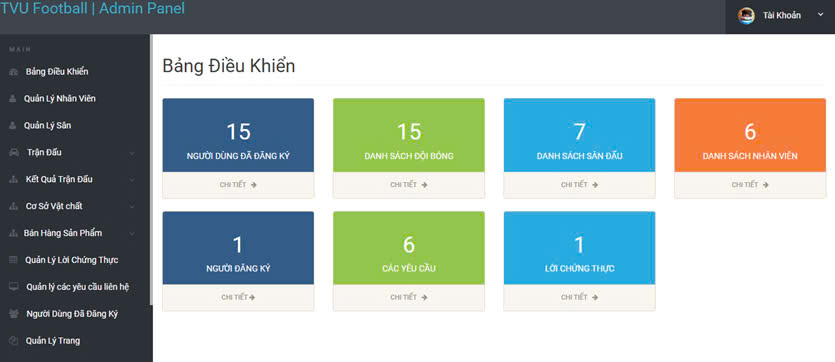 TVU Football | Admin Panel
Tài Khoản
MAIN
Bảng Điều Khiển
Quản Lý Nhân Viên
Quản Lý Sân
Trận Đấu
Kết Quả Trận Đấu
Cơ Sở Vật chất
Bán Hàng Sản Phẩm
Quản Lý Lời Chứng Thực
Quản lý các yêu cầu liên hệ
Người Dùng Đã Đăng Ký
Quản Lý Trang
Bảng Điều Khiển
15
NGƯỜI DÙNG ĐÃ ĐĂNG KÝ
CHI TIẾT
15
DANH SÁCH ĐỘI BÓNG
CHI TIẾT
7
DANH SÁCH SÂN ĐẤU
CHI TIẾT
6
DANH SÁCH NHÂN VIÊN
CHI TIẾT
1
NGƯỜI ĐĂNG KÝ
CHI TIẾT
6
CÁC YÊU CẦU
CHI TIẾT
1
LỜI CHỨNG THỰC
CHI TIẾT